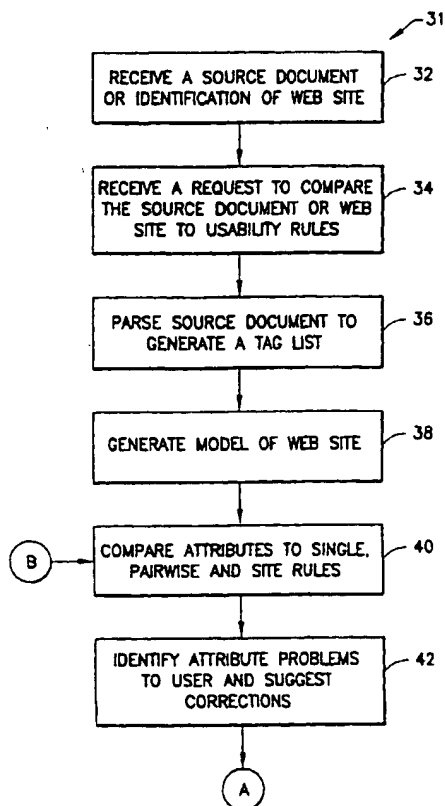 31
RECEIVE A SOURCE DOCUMENT
OR IDENTIFICATION OF WEB SITE
32
RECEIVE A REQUEST TO COMPARE
THE SOURCE DOCUMENT OR WEB
SITE TO USABILITY RULES
34
PARSE SOURCE DOCUMENT TO
GENERATE A TAG LIST
36
GENERATE MODEL OF WEB SITE
38
B
COMPARE ATTRIBUTES TO SINGLE,
PAIRWISE AND SITE RULES
40
IDENTIFY ATTRIBUTE PROBLEMS
TO USER AND SUGGEST
CORRECTIONS
42
A